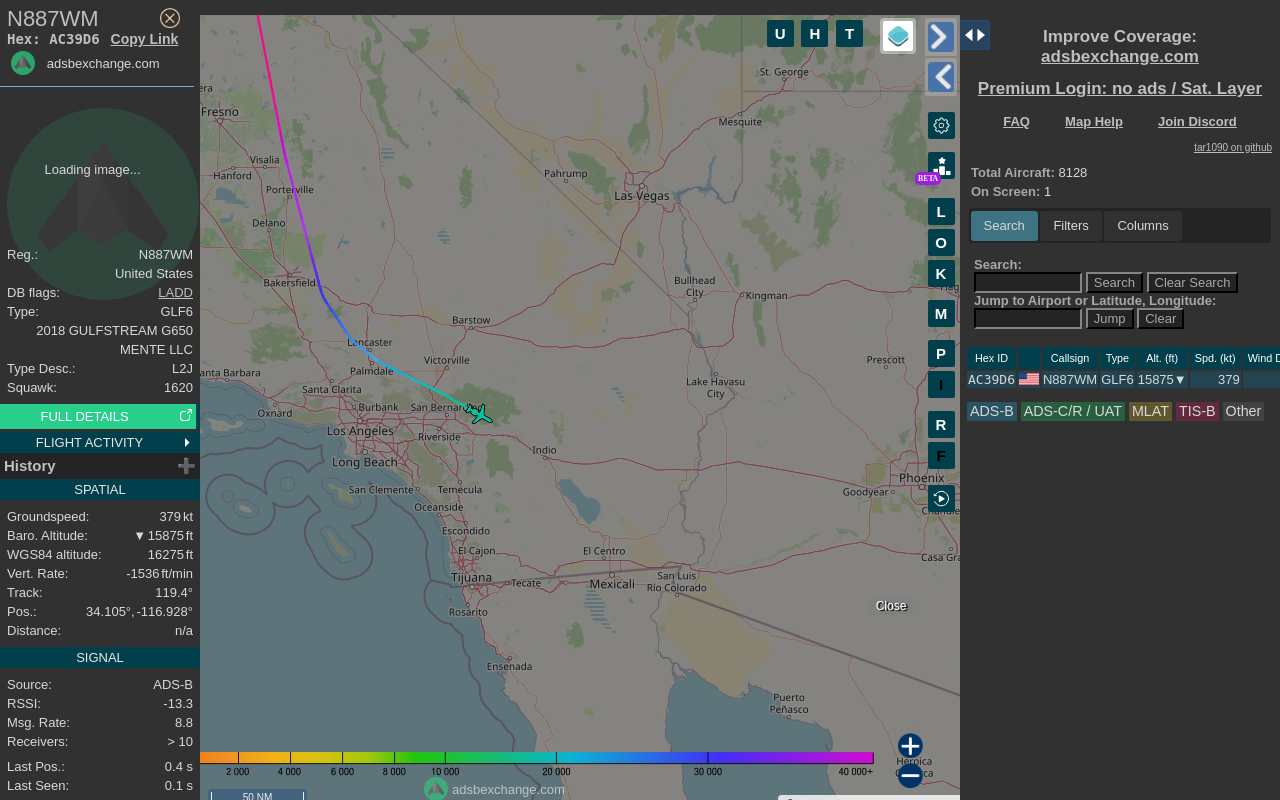 N887WM
Hex: AC39D6 Copy Link
adsbexchange.com
Loading image...
Reg.: N887WM
United States
DB flags: LADD
Type: GLF6
2018 GULFSTREAM G650
MENTE LLC
Type Desc.: L2J
Squawk: 1620
FULL DETAILS
FLIGHT ACTIVITY
History
SPATIAL
Groundspeed: 379 kt
Baro. Altitude: ▼ 15875 ft
WGS84 altitude: 16275 ft
Vert. Rate: -1536 ft/min
Track: 119.4°
Pos.: 34.105°, -116.928°
Distance: n/a
SIGNAL
Source: ADS-B
RSSI: -13.3
Msg. Rate: 8.8
Receivers: > 10
Last Pos.: 0.4 s
Last Seen: 0.1 s
U H T
St. George
Fresno
Mesquite
Visalia
Hanford
Pahrump
Porterville
Las Vegas
Delano
Bakersfield
Bullhead
City
Kingman
Barstow
Lancaster
Victorville
Prescott
Palmdale
anta Barbara
Santa Clarita
Lake Havasu
City
Oxnard
Burbank
San Bernard
Los Angeles
Riverside
Indio
Long Beach
Phoenix
San Clemente
Temecula
Goodyear
Oceanside
Escondido
El Cajon
El Centro
Casa Gra
Tijuana
Tecate
Mexicali
San Luis
Río Colorado
Rosarito
Close
Ensenada
Puerto
Peñasco
BETA
L
O
K
M
P
I
R
F
2 000 4 000 6 000 8 000 10 000 20 000 30 000 40 000+
adsbexchange.com
50 NM
Improve Coverage:
adsbexchange.com
Premium Login: no ads / Sat. Layer
FAQ Map Help Join Discord
tar1090 on github
Total Aircraft: 8128
On Screen: 1
Search Filters Columns
Search:
Search Clear Search
Jump to Airport or Latitude, Longitude:
Jump Clear
Hex ID Callsign Type Alt. (ft) Spd. (kt) Wind D
AC39D6 N887WM GLF6 15875▼ 379
ADS-B ADS-C/R / UAT MLAT TIS-B Other